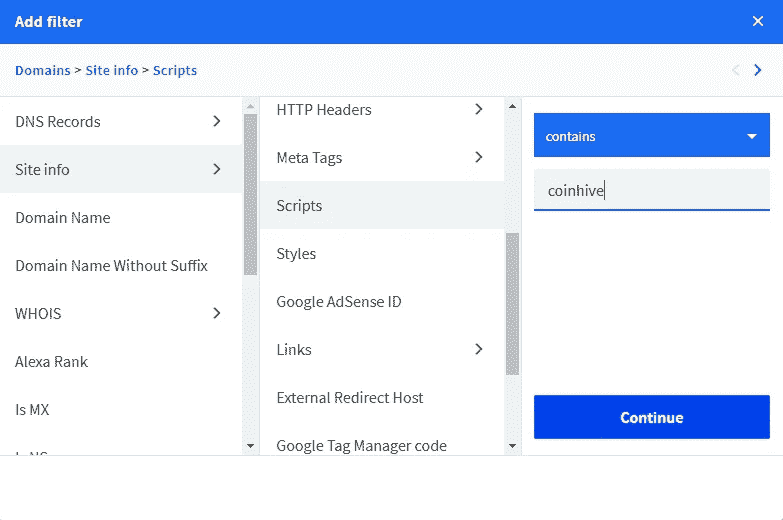 Add filter
Domains > Site info > Scripts
DNS Records
Site info
Domain Name
Domain Name Without Suffix
WHOIS
Alexa Rank
Is MX
HTTP Headers
Meta Tags
Scripts
Styles
Google AdSense ID
Links
External Redirect Host
Google Tag Manager code
contains
coinhive
Continue